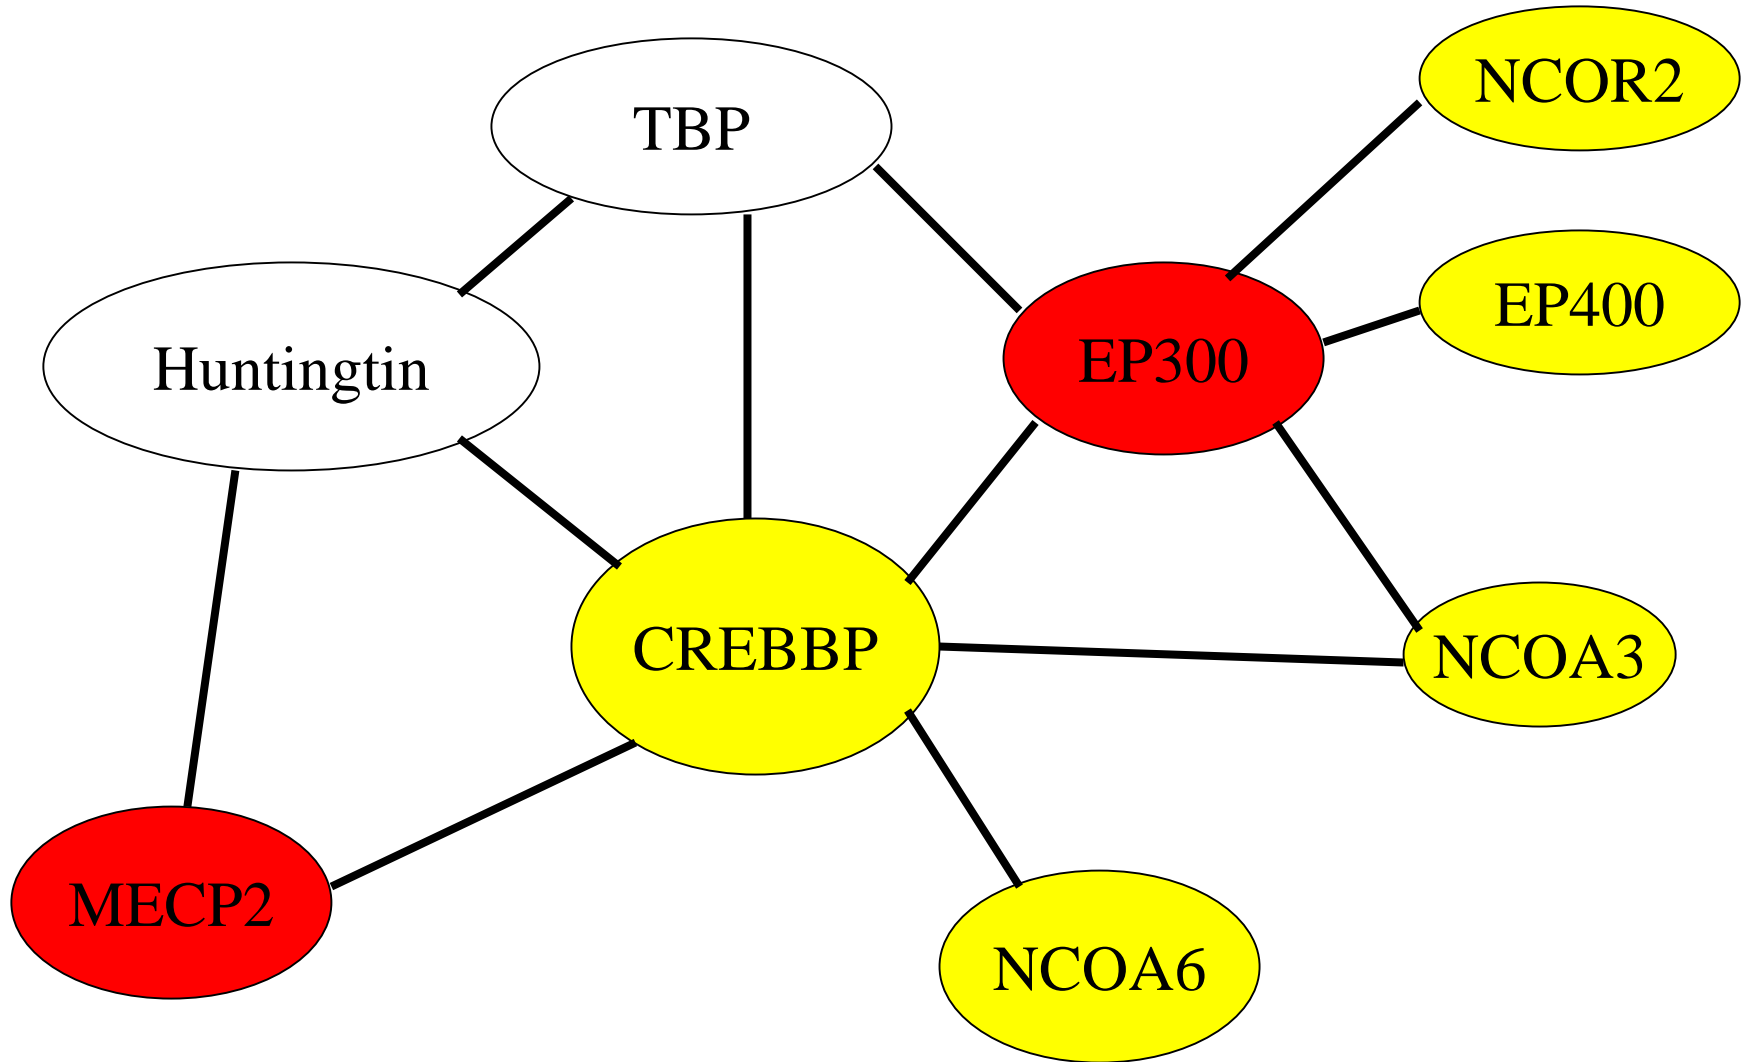 NCOR2
TBP
EP400
EP300
Huntingtin
CREBBP
NCOA3
MECP2
NCOA6